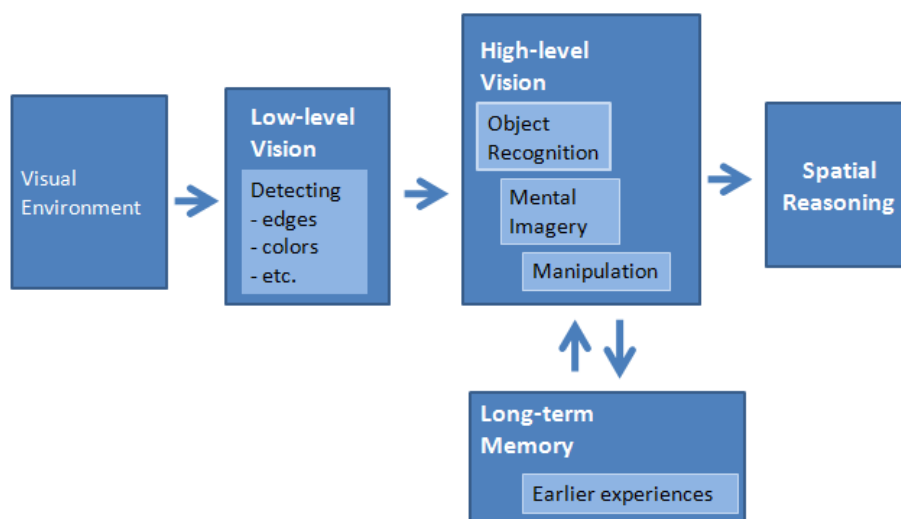 Visual
Environment
Low-level
Vision
Detecting
- edges
- colors
- etc.
High-level
Vision
Object
Recognition
Mental
Imagery
Manipulation
Spatial
Reasoning
Long-term
Memory
Earlier experiences